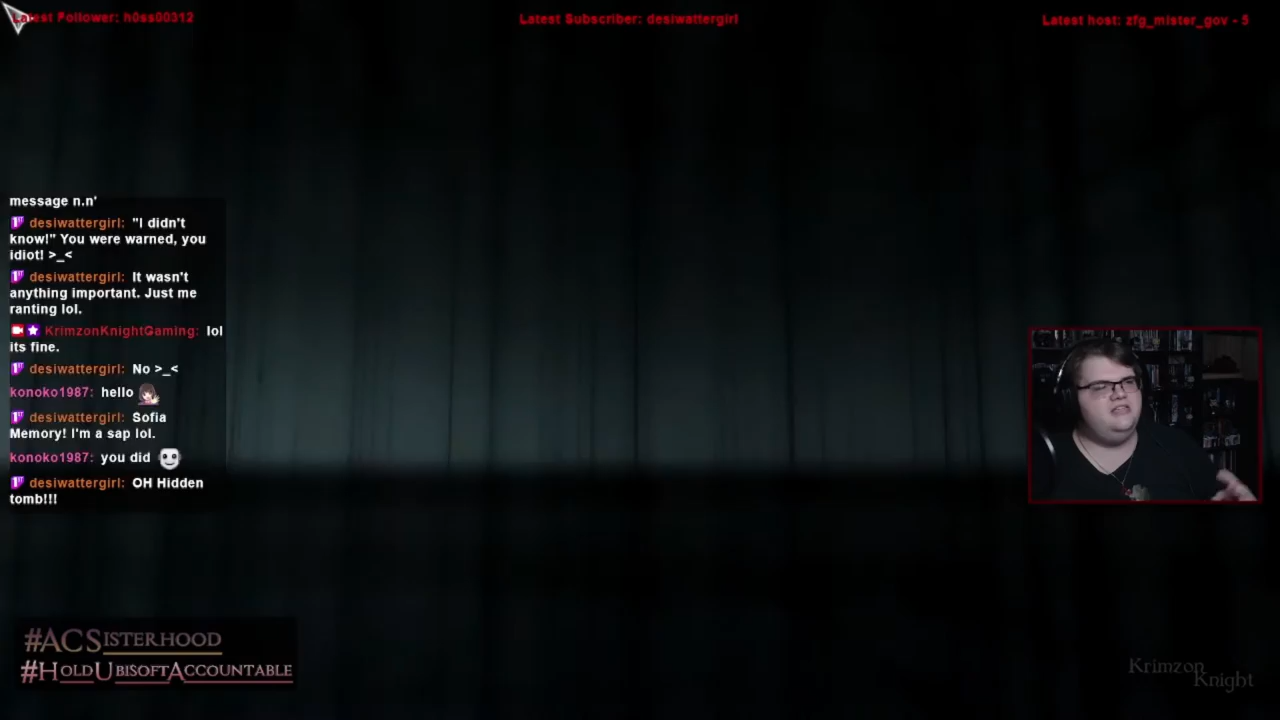 Latest Follower: h0ss00312
Latest Subscriber: desiwattergirl
Latest host: zfg_mister_gov - 5
message n.n'
desiwattergirl: "I didn't
know!" You were warned, you
idiot! >_<
desiwattergirl: It wasn't
anything important. Just me
ranting lol.
KrimzonKnightGaming: lol
its fine.
desiwattergirl: No >_<
konoko1987: hello
desiwattergirl: Sofia
Memory! I'm a sap lol.
konoko1987: you did
desiwattergirl: OH Hidden
tomb!!!
#ACSISTERHOOD
#HOLDUBISOFTACCOUNTABLE
Krimzon
Knight